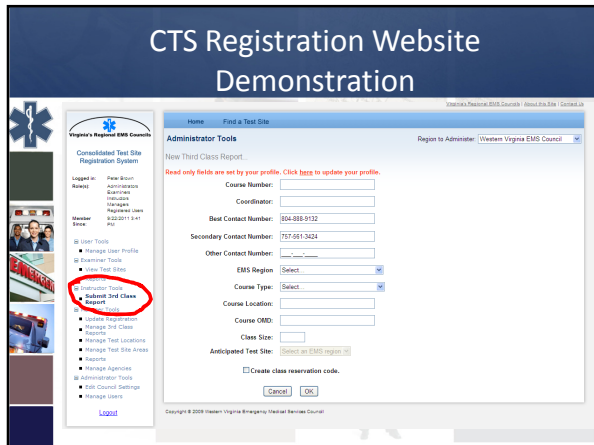 CTS Registration Website
Demonstration
Virginia's Regional EMS Councils | About this Site | Contact Us
Virginia's Regional EMS Councils
Consolidated Test Site
Registration System
Logged in: Peter Brown
Role(s): Administrators
Examiners
Instructors
Managers
Registered Users
Member Since: 9/22/2011 2:41 PM
User Tools
Manage User Profile
Examiner Tools
View Test Sites
Instructor Tools
Submit 3rd Class
Report
Tools
Update Registration
Manage 3rd Class
Reports
Manage Test Locations
Manage Test Site Areas
Reports
Manage Agencies
Administrator Tools
Edit Council Settings
Manage Users
Logout
Home Find a Test Site
Administrator Tools Region to Administer: Western Virginia EMS Council
New Third Class Report...
Read only fields are set by your profile. Click here to update your profile.
Course Number:
Coordinator:
Best Contact Number: 804-888-9132
Secondary Contact Number: 757-561-3424
Other Contact Number: ___-___-____
EMS Region Select...
Course Type: Select...
Course Location:
Course OMD:
Class Size:
Anticipated Test Site: Select an EMS region
Create class reservation code.
Cancel OK
Copyright © 2009 Western Virginia Emergency Medical Services Council
EMERGE